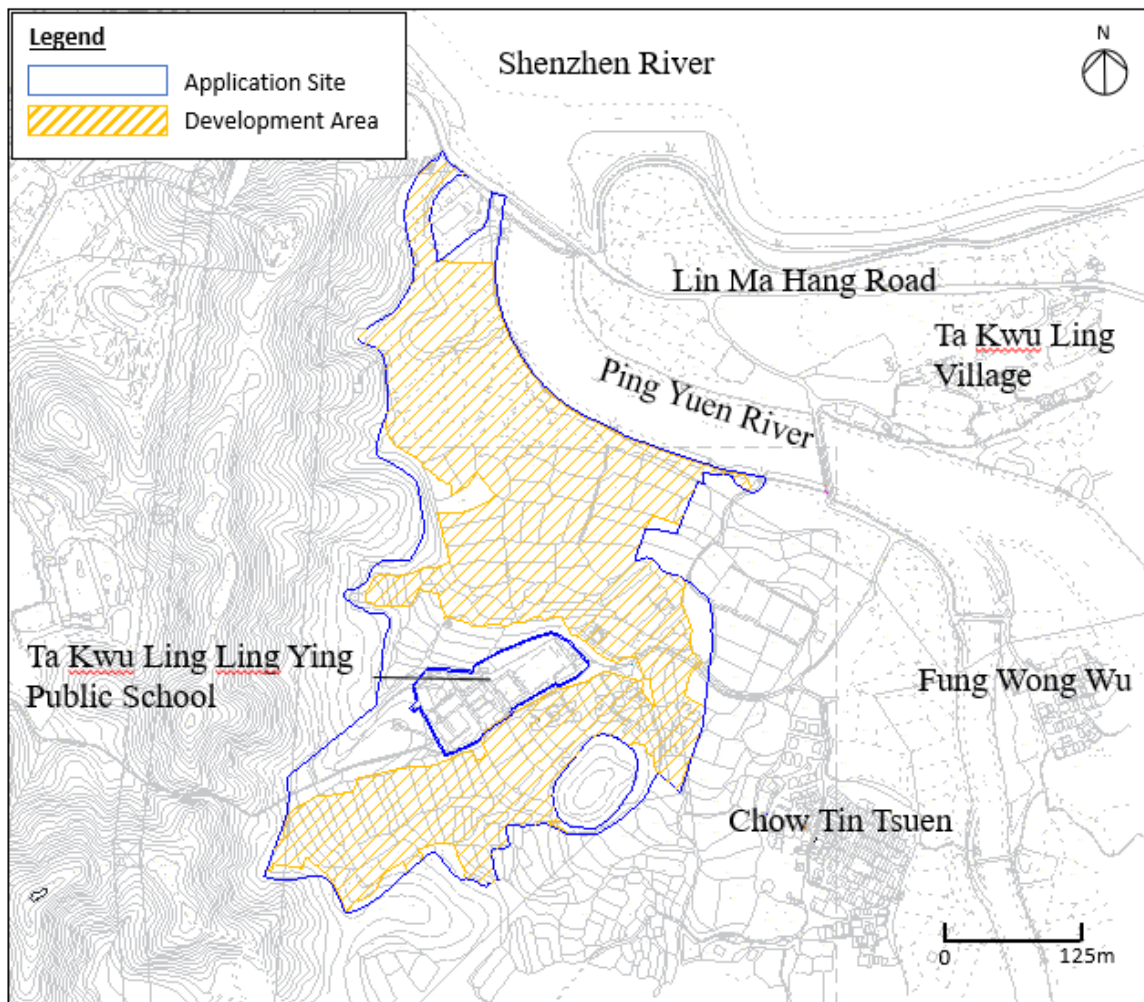 Legend
Application Site
Development Area
Shenzhen River
N
Lin Ma Hang Road
Ta Kwu Ling
Village
Ping Yuen River
Ta Kwu Ling Ling Ying
Public School
Fung Wong Wu
Chow Tin Tsuen
0 125m